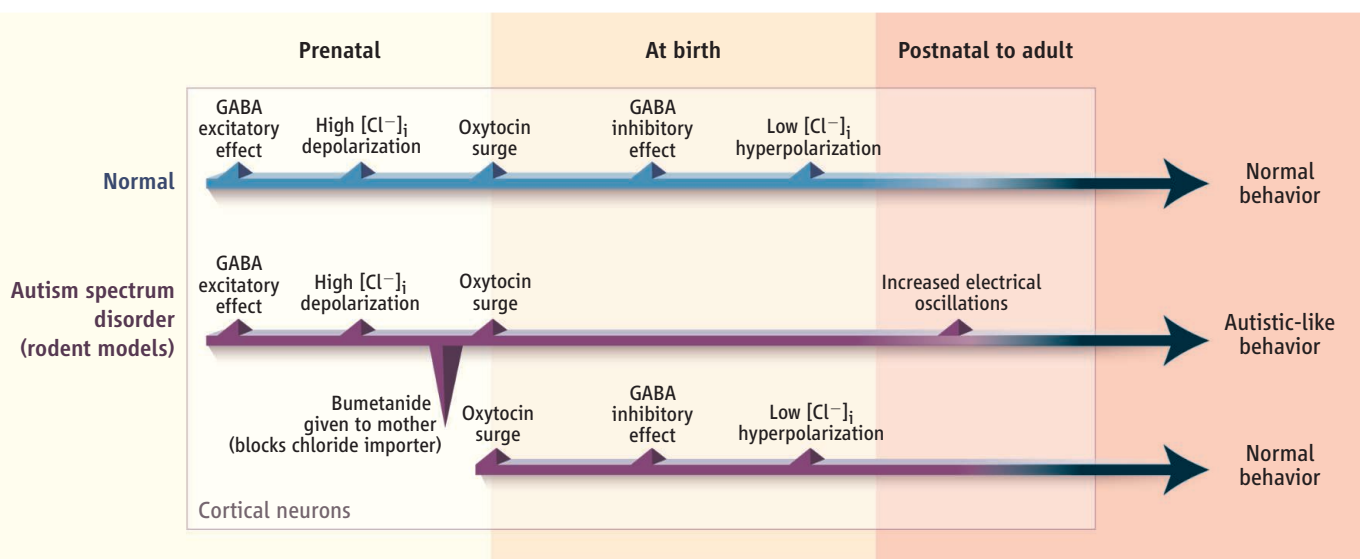 Prenatal
At birth
Postnatal to adult
GABA
excitatory
effect
High [Cl⁻]ᵢ
depolarization
Oxytocin
surge
GABA
inhibitory
effect
Low [Cl⁻]ᵢ
hyperpolarization
Normal
Normal
behavior
GABA
excitatory
effect
High [Cl⁻]ᵢ
depolarization
Oxytocin
surge
Increased electrical
oscillations
Autism spectrum
disorder
(rodent models)
Autistic-like
behavior
Bumetanide
given to mother
(blocks chloride importer)
Oxytocin
surge
GABA
inhibitory
effect
Low [Cl⁻]ᵢ
hyperpolarization
Normal
behavior
Cortical neurons